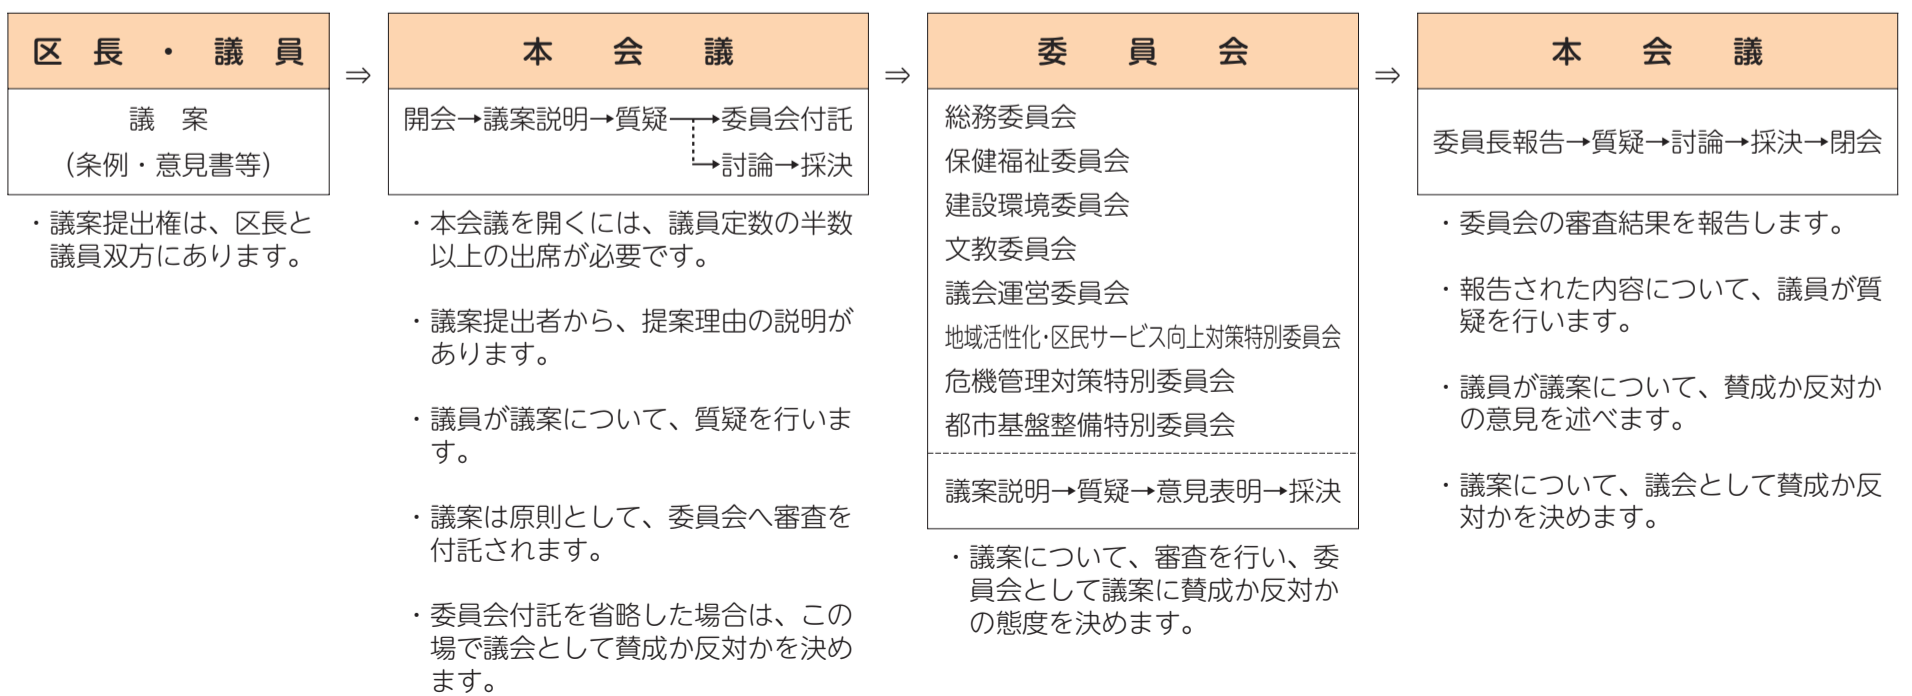 区長・議員
議案
（条例・意見書等）
・議案提出権は、区長と
議員双方にあります。
⇒
本会議
開会→議案説明→質疑→委員会付託
→討論→採決
・本会議を開くには、議員定数の半数
以上の出席が必要です。
・議案提出者から、提案理由の説明が
あります。
・議員が議案について、質疑を行いま
す。
・議案は原則として、委員会へ審査を
付託されます。
・委員会付託を省略した場合は、この
場で議会として賛成か反対かを決め
ます。
⇒
委員会
総務委員会
保健福祉委員会
建設環境委員会
文教委員会
議会運営委員会
地域活性化・区民サービス向上対策特別委員会
危機管理対策特別委員会
都市基盤整備特別委員会
議案説明→質疑→意見表明→採決
・議案について、審査を行い、委
員会として議案に賛成か反対か
の態度を決めます。
⇒
本会議
委員長報告→質疑→討論→採決→閉会
・委員会の審査結果を報告します。
・報告された内容について、議員が質
疑を行います。
・議員が議案について、賛成か反対か
の意見を述べます。
・議案について、議会として賛成か反
対かを決めます。